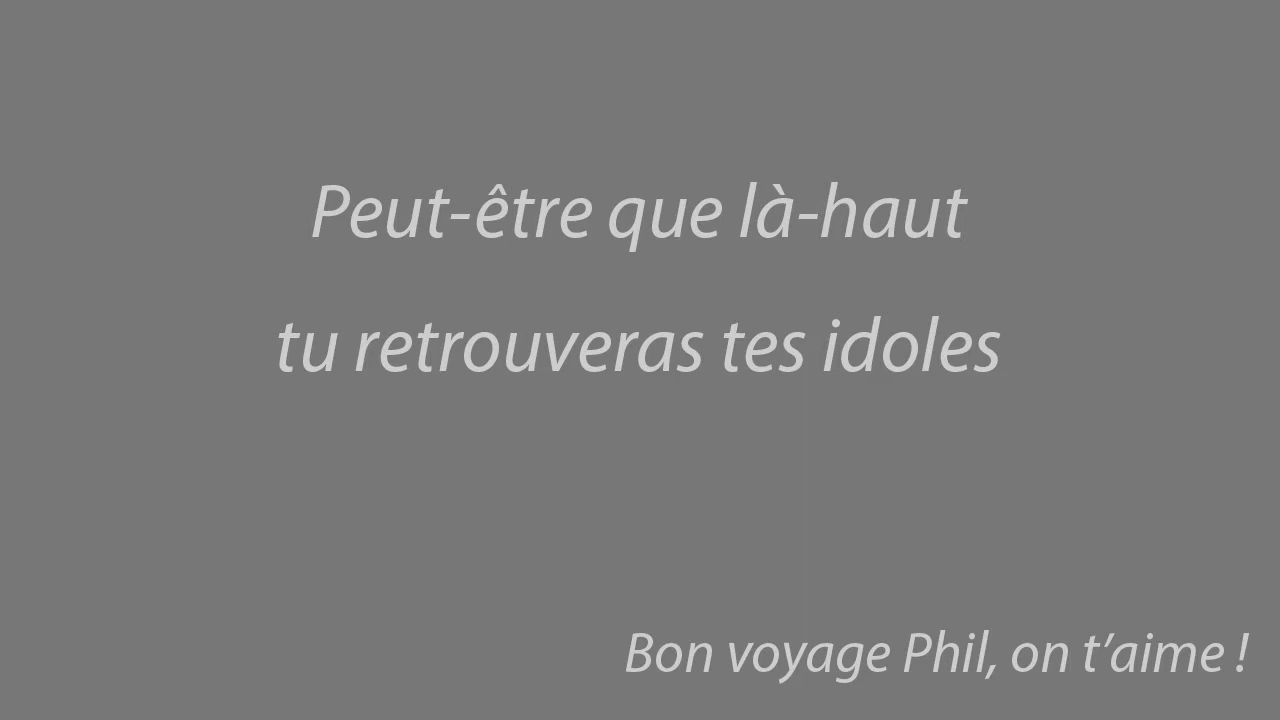 Peut-être que là-haut
tu retrouveras tes idoles
Bon voyage Phil, on t’aime !